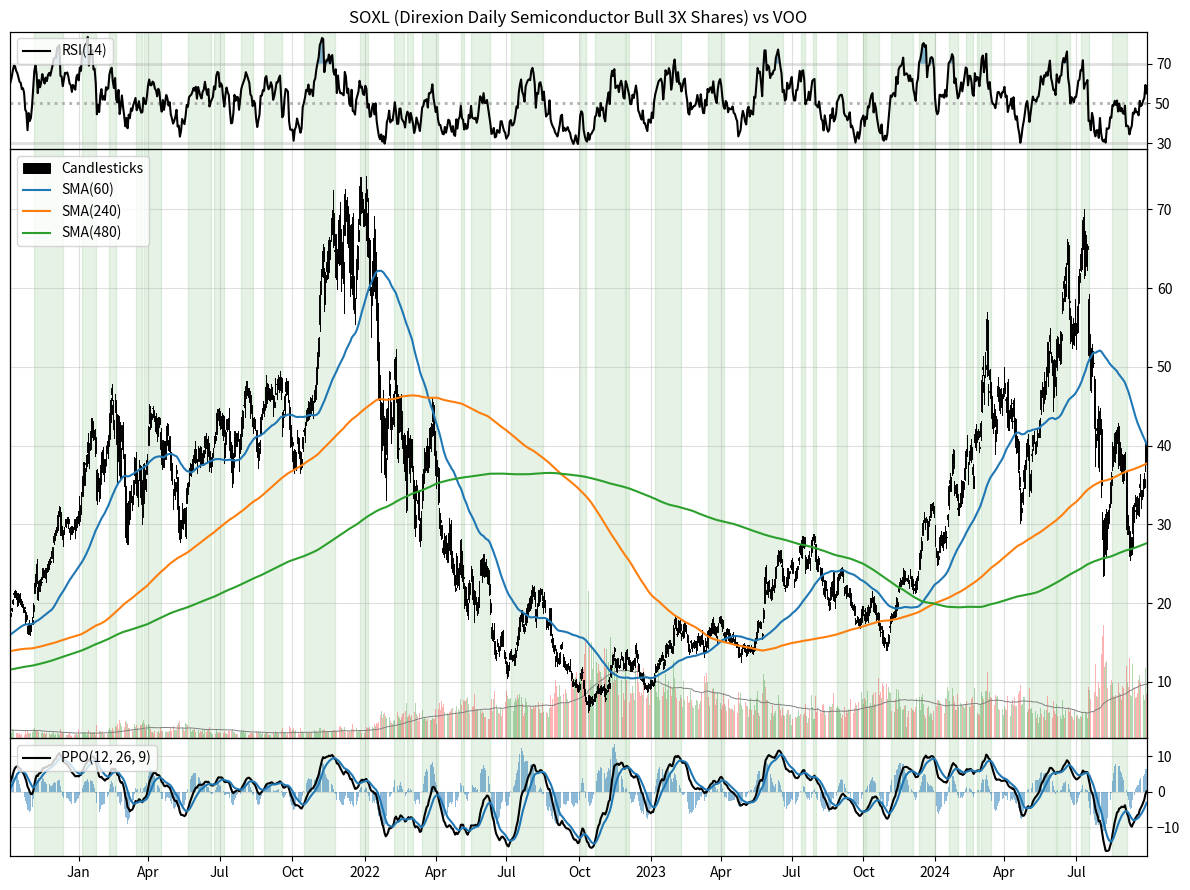 SOXL (Direxion Daily Semiconductor Bull 3X Shares) vs VOO
RSI(14)
70
50
30
Candlesticks
SMA(60)
SMA(240)
SMA(480)
70
60
50
40
30
20
10
PPO(12, 26, 9)
10
0
−10
Jan Apr Jul Oct 2022 Apr Jul Oct 2023 Apr Jul Oct 2024 Apr Jul